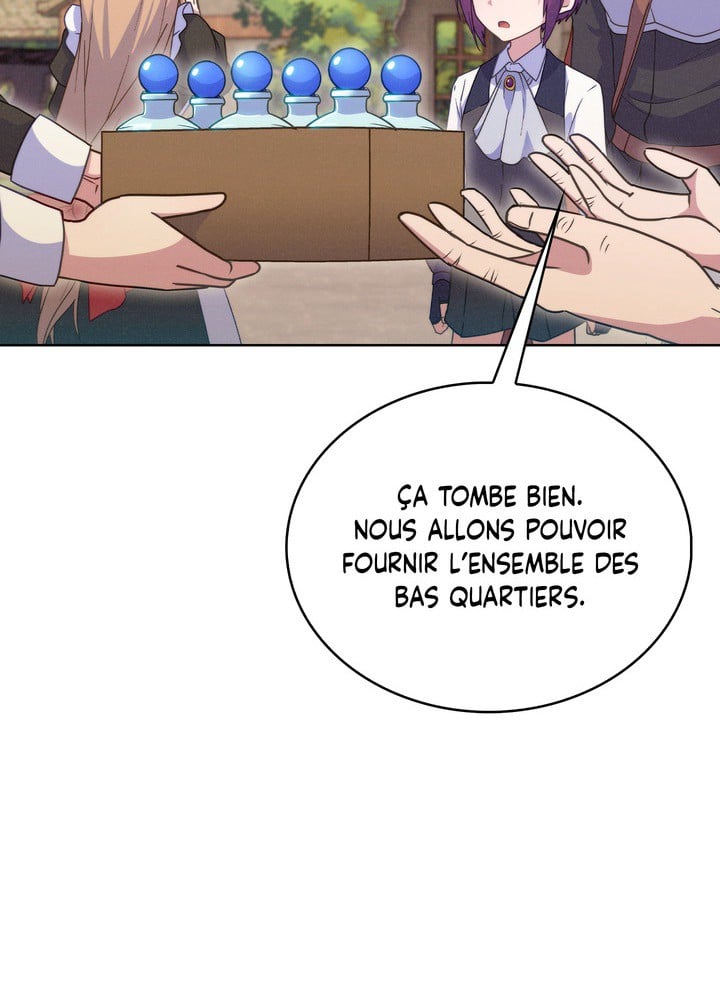 ÇA TOMBE BIEN.
NOUS ALLONS POUVOIR
FOURNIR L'ENSEMBLE DES
BAS QUARTIERS.